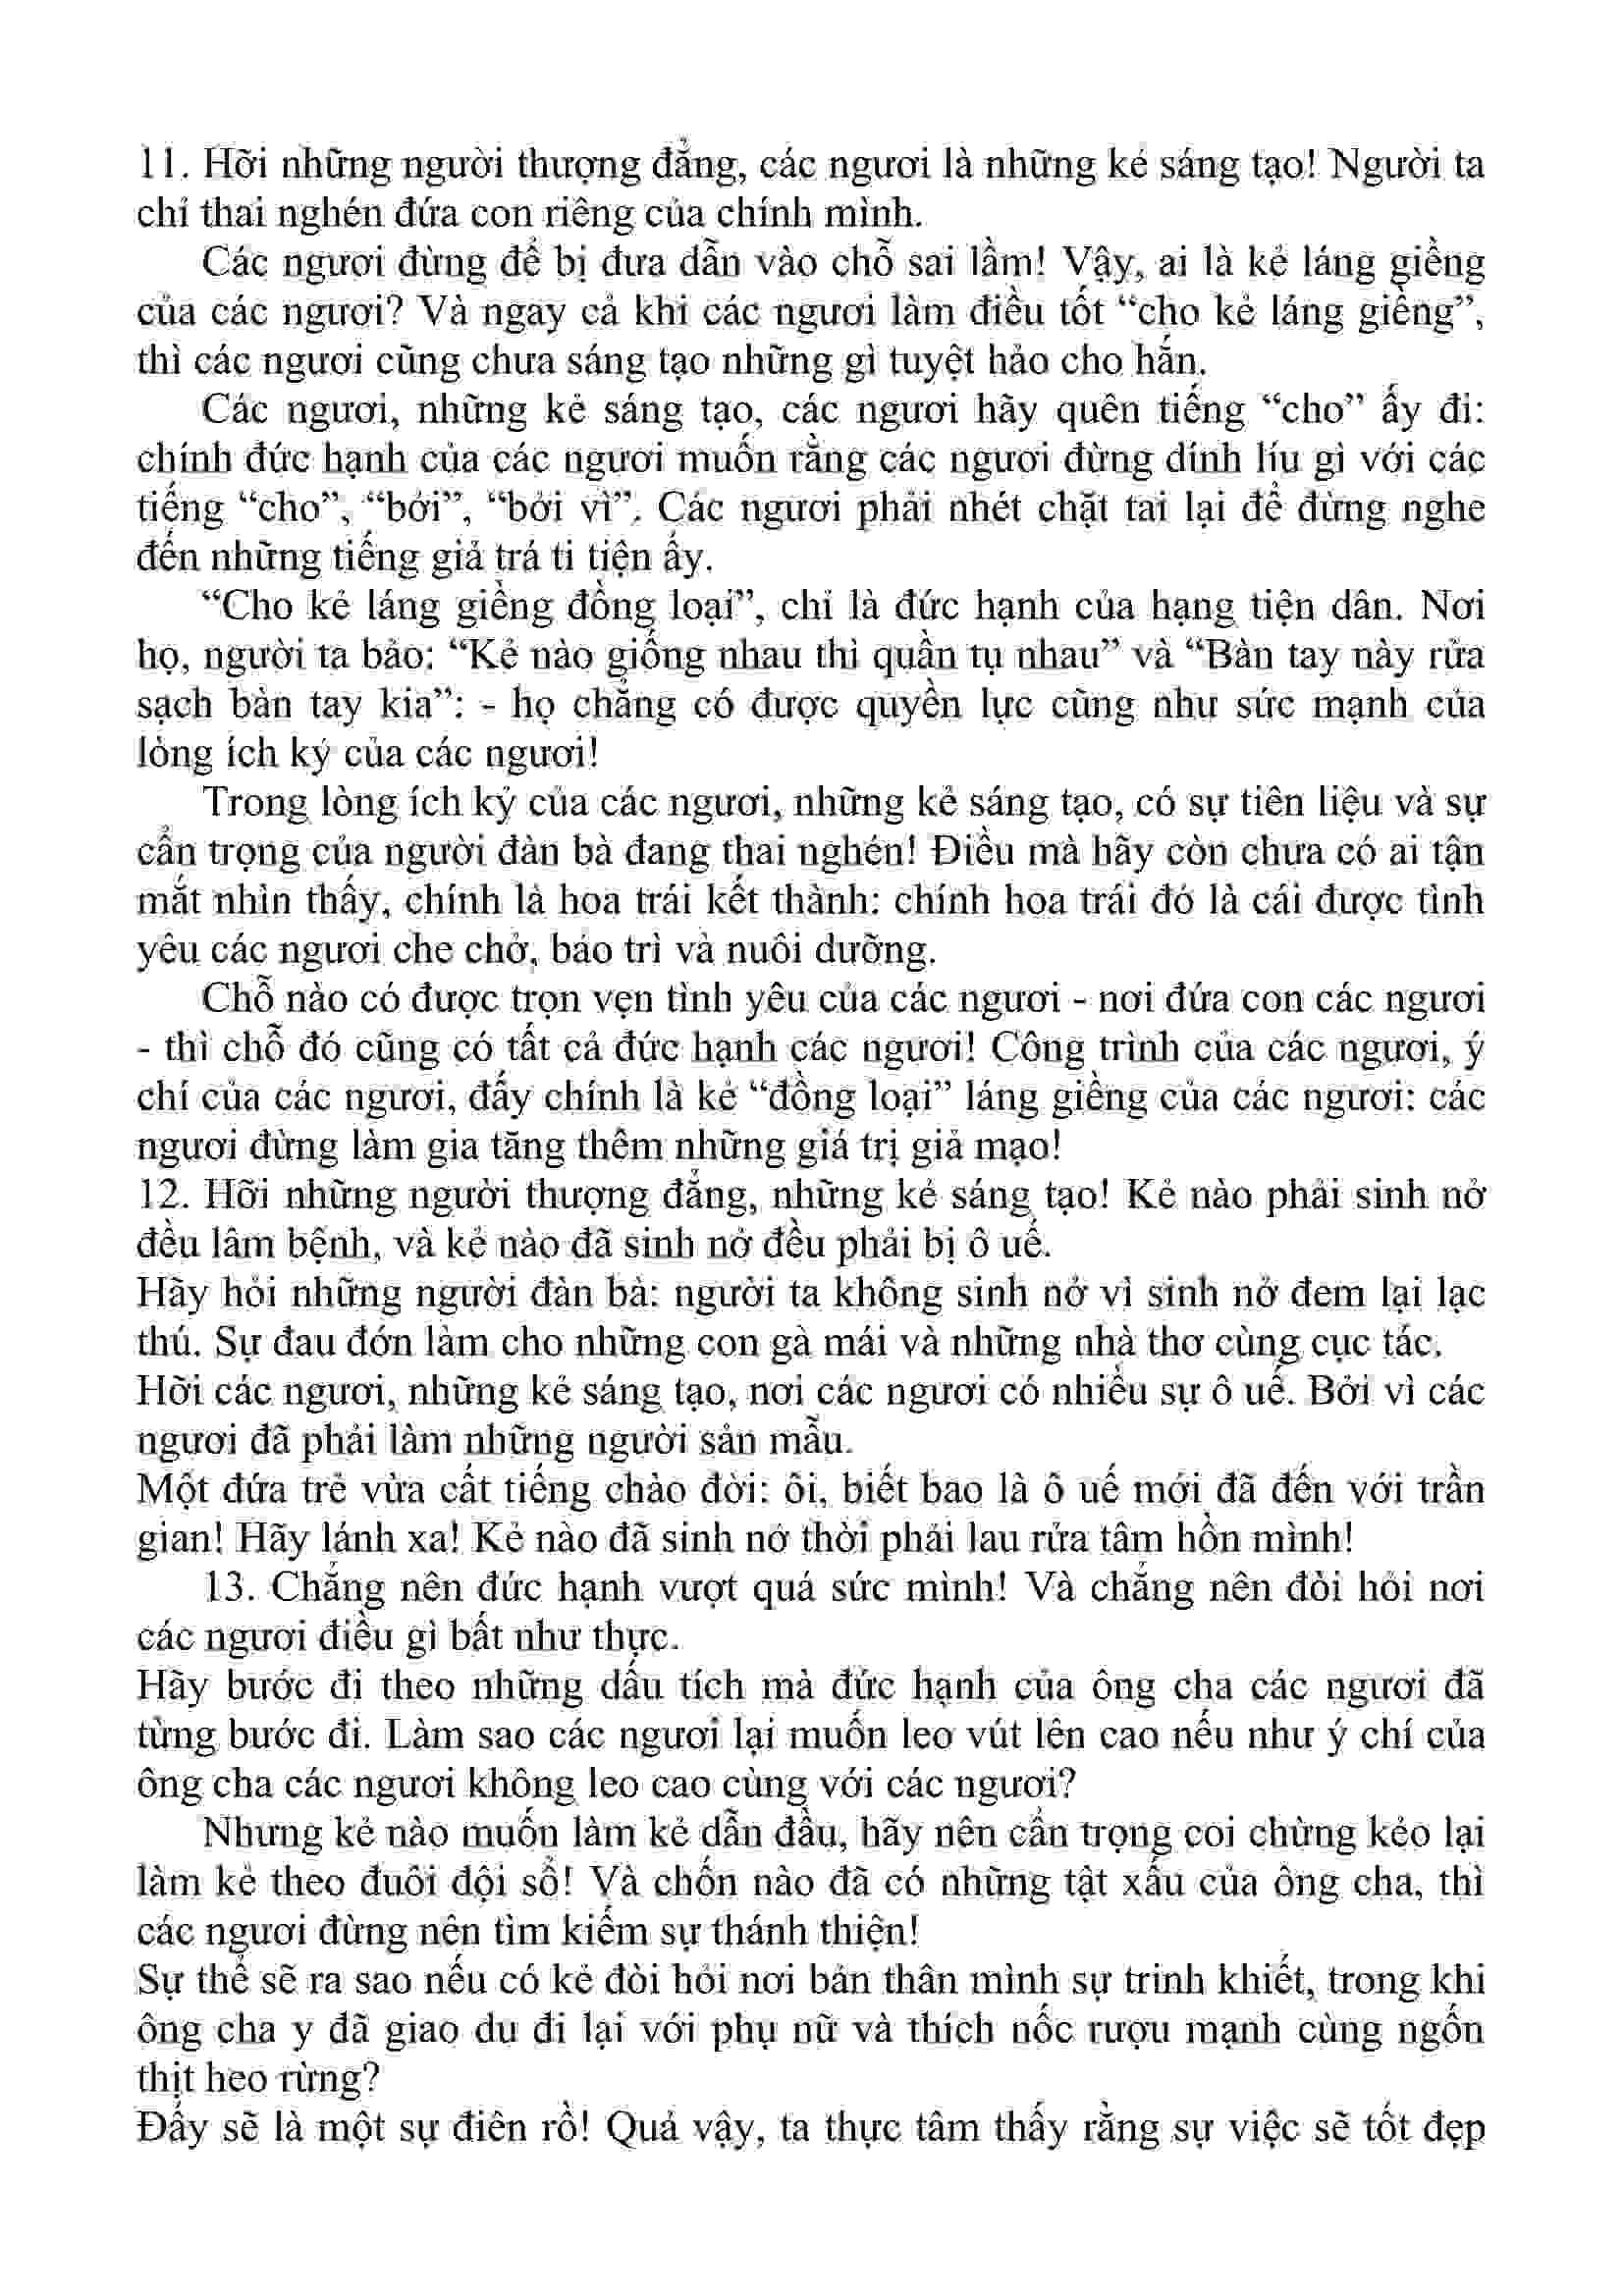 11. Hỡi những người thượng đẳng, các ngươi là những kẻ sáng tạo! Người ta
chỉ thai nghén đứa con riêng của chính mình.
Các ngươi đừng để bị đưa dẫn vào chỗ sai lầm! Vậy, ai là kẻ láng giềng
của các ngươi? Và ngay cả khi các ngươi làm điều tốt “cho kẻ láng giềng”,
thì các ngươi cũng chưa sáng tạo những gì tuyệt hảo cho hắn.
Các ngươi, những kẻ sáng tạo, các ngươi hãy quên tiếng “cho” ấy đi:
chính đức hạnh của các ngươi muốn rằng các ngươi đừng dính líu gì với các
tiếng “cho”, “bởi”, “bởi vì”. Các ngươi phải nhét chặt tai lại để đừng nghe
đến những tiếng giả trá ti tiện ấy.
“Cho kẻ láng giềng đồng loại”, chỉ là đức hạnh của hạng tiện dân. Nơi
họ, người ta bảo: “Kẻ nào giống nhau thì quần tụ nhau” và “Bàn tay này rửa
sạch bàn tay kia”: - họ chẳng có được quyền lực cũng như sức mạnh của
lòng ích kỷ của các ngươi!
Trong lòng ích kỷ của các ngươi, những kẻ sáng tạo, có sự tiên liệu và sự
cẩn trọng của người đàn bà đang thai nghén! Điều mà hãy còn chưa có ai tận
mắt nhìn thấy, chính là hoa trái kết thành: chính hoa trái đó là cái được tình
yêu các ngươi che chở, bảo trì và nuôi dưỡng.
Chỗ nào có được trọn vẹn tình yêu của các ngươi - nơi đứa con các ngươi
- thì chỗ đó cũng có tất cả đức hạnh các ngươi! Công trình của các ngươi, ý
chí của các ngươi, đấy chính là kẻ “đồng loại” láng giềng của các ngươi: các
ngươi đừng làm gia tăng thêm những giá trị giả mạo!
12. Hỡi những người thượng đẳng, những kẻ sáng tạo! Kẻ nào phải sinh nở
đều lâm bệnh, và kẻ nào đã sinh nở đều phải bị ô uế.
Hãy hỏi những người đàn bà: người ta không sinh nở vì sinh nở đem lại lạc
thú. Sự đau đớn làm cho những con gà mái và những nhà thơ cùng cục tác.
Hỡi các ngươi, những kẻ sáng tạo, nơi các ngươi có nhiều sự ô uế. Bởi vì các
ngươi đã phải làm những người sản mẫu.
Một đứa trẻ vừa cất tiếng chào đời: ôi, biết bao là ô uế mới đã đến với trần
gian! Hãy lánh xa! Kẻ nào đã sinh nở thời phải lau rửa tâm hồn mình!
13. Chẳng nên đức hạnh vượt quá sức mình! Và chẳng nên đòi hỏi nơi
các ngươi điều gì bất như thực.
Hãy bước đi theo những dấu tích mà đức hạnh của ông cha các ngươi đã
từng bước đi. Làm sao các ngươi lại muốn leo vút lên cao nếu như ý chí của
ông cha các ngươi không leo cao cùng với các ngươi?
Nhưng kẻ nào muốn làm kẻ dẫn đầu, hãy nên cẩn trọng coi chừng kẻo lại
làm kẻ theo đuôi đội sổ! Và chốn nào đã có những tật xấu của ông cha, thì
các ngươi đừng nên tìm kiếm sự thánh thiện!
Sự thể sẽ ra sao nếu có kẻ đòi hỏi nơi bản thân mình sự trinh khiết, trong khi
ông cha y đã giao du đi lại với phụ nữ và thích nốc rượu mạnh cùng ngốn
thịt heo rừng?
Đấy sẽ là một sự điên rồ! Quả vậy, ta thực tâm thấy rằng sự việc sẽ tốt đẹp